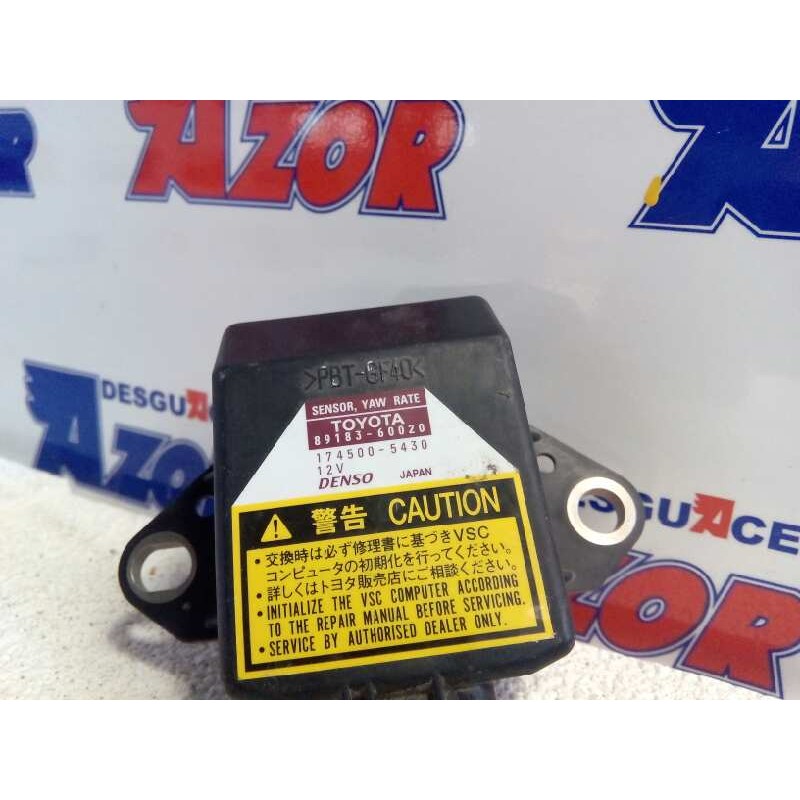 AZOR
AZOR
DESGUACE
AZOR
DESGUACE
AZOR
>PBT-GF40<
SENSOR, YAW RATE
TOYOTA
89183-60020
174500-5430
12V
DENSO JAPAN
警告 CAUTION
・交換時は必ず修理書に基づきVSC
コンピュータの初期化を行ってください。
・詳しくはトヨタ販売店にご相談ください。
• INITIALIZE THE VSC COMPUTER ACCORDING
TO THE REPAIR MANUAL BEFORE SERVICING.
• SERVICE BY AUTHORISED DEALER ONLY.